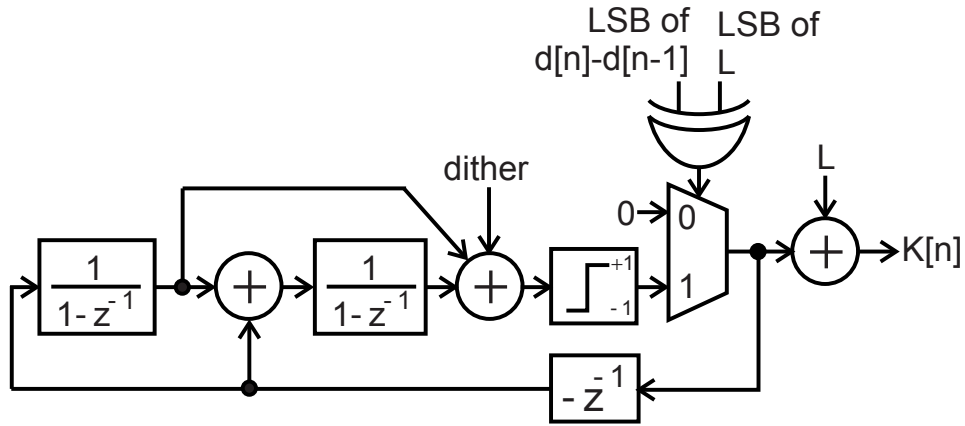 LSB of
d[n]-d[n-1]
LSB of
L
dither
L
0
0
1
+1
-1
K[n]
1
1-z^-1
+
1
1-z^-1
+
+
-z^-1